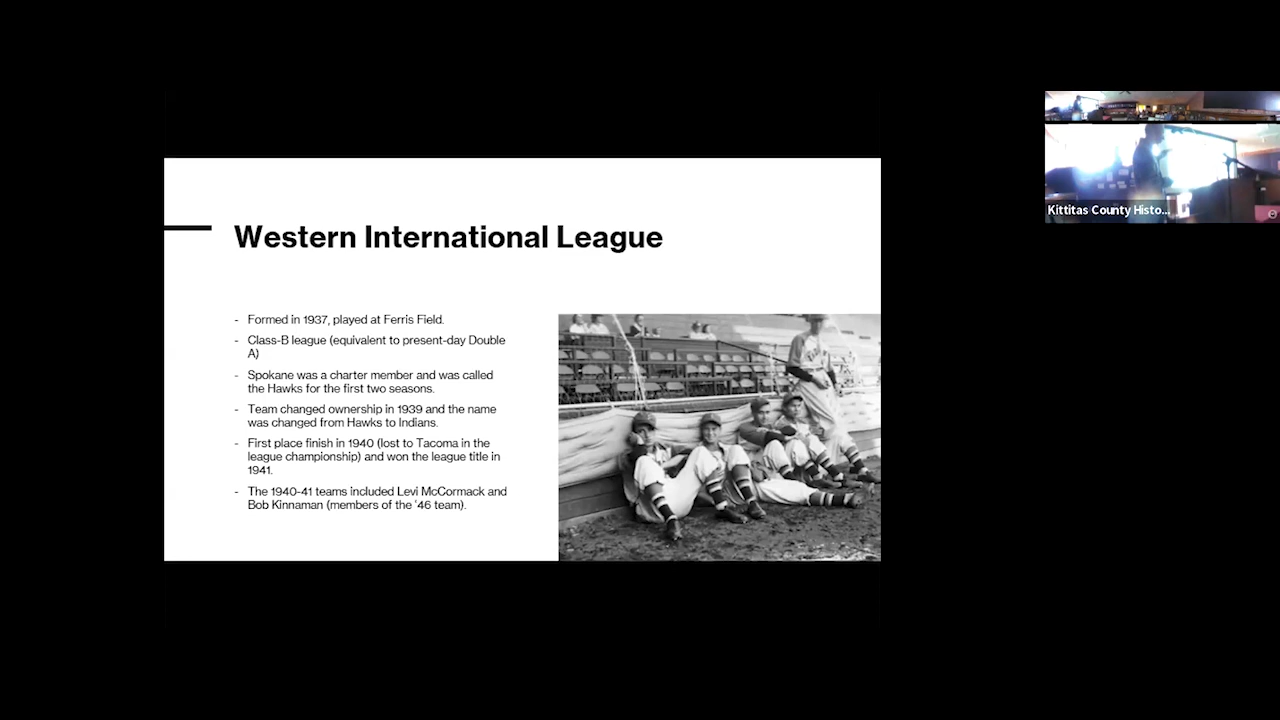 Western International League
- Formed in 1937, played at Ferris Field.
- Class-B league (equivalent to present-day Double
A)
- Spokane was a charter member and was called
the Hawks for the first two seasons.
- Team changed ownership in 1939 and the name
was changed from Hawks to Indians.
- First place finish in 1940 (lost to Tacoma in the
league championship) and won the league title in
1941.
- The 1940-41 teams included Levi McCormack and
Bob Kinnaman (members of the '46 team).
Kittitas County Histo...